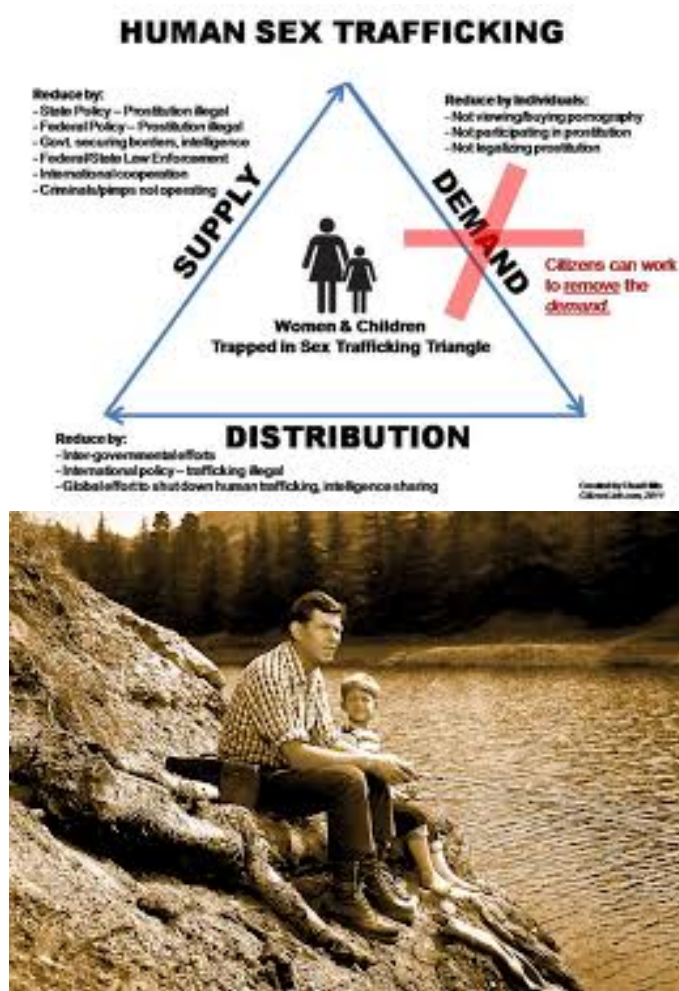 HUMAN SEX TRAFFICKING
Reduce by:
- State Policy – Prostitution illegal
- Federal Policy – Prostitution illegal
- Govt. securing borders, intelligence
- Federal/State Law Enforcement
- International cooperation
- Criminals/pimps not operating
Reduce by Individuals:
- Not viewing/buying pornography
- Not participating in prostitution
- Not legalizing prostitution
SUPPLY
DEMAND
Citizens can work
to remove the
demand.
Women & Children
Trapped in Sex Trafficking Triangle
DISTRIBUTION
Reduce by:
- Inter-governmental efforts
- International policy – trafficking illegal
- Global effort to shut down human trafficking, intelligence sharing
Created by